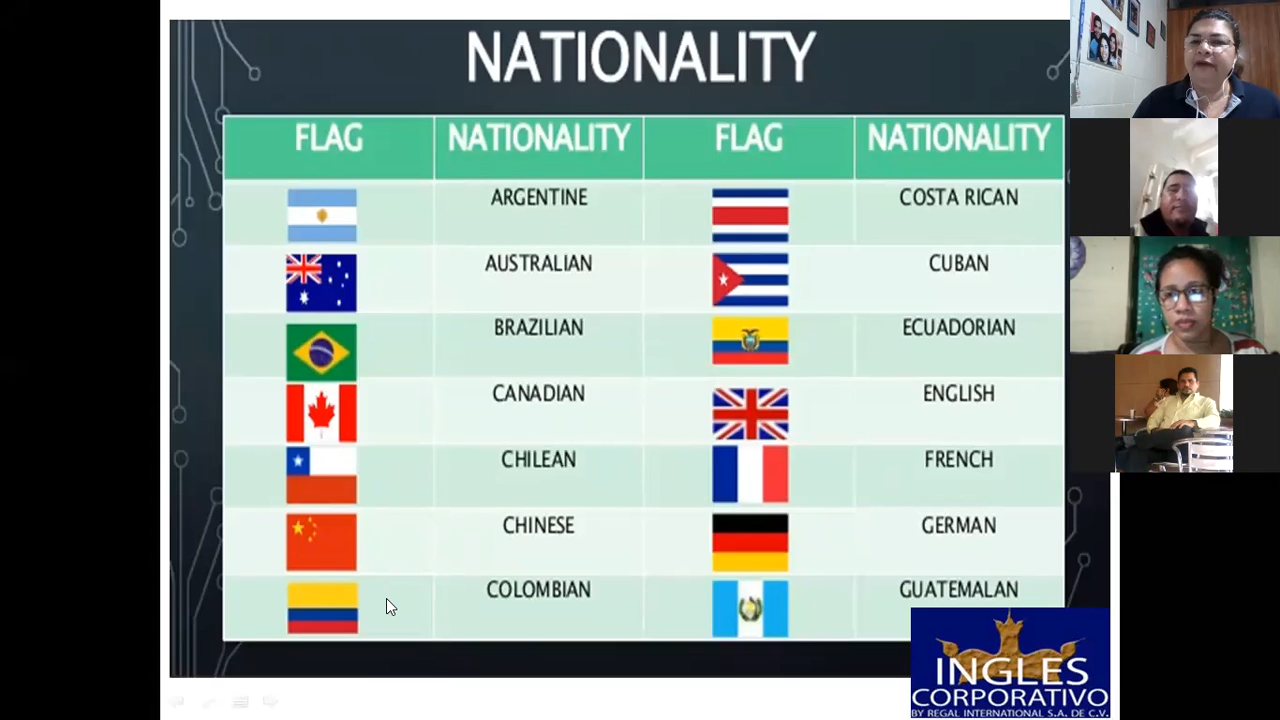 NATIONALITY
FLAG NATIONALITY FLAG NATIONALITY
ARGENTINE COSTA RICAN
AUSTRALIAN CUBAN
BRAZILIAN ECUADORIAN
CANADIAN ENGLISH
CHILEAN FRENCH
CHINESE GERMAN
COLOMBIAN GUATEMALAN
INGLES
CORPORATIVO
BY REGAL INTERNATIONAL S.A. DE C.V.